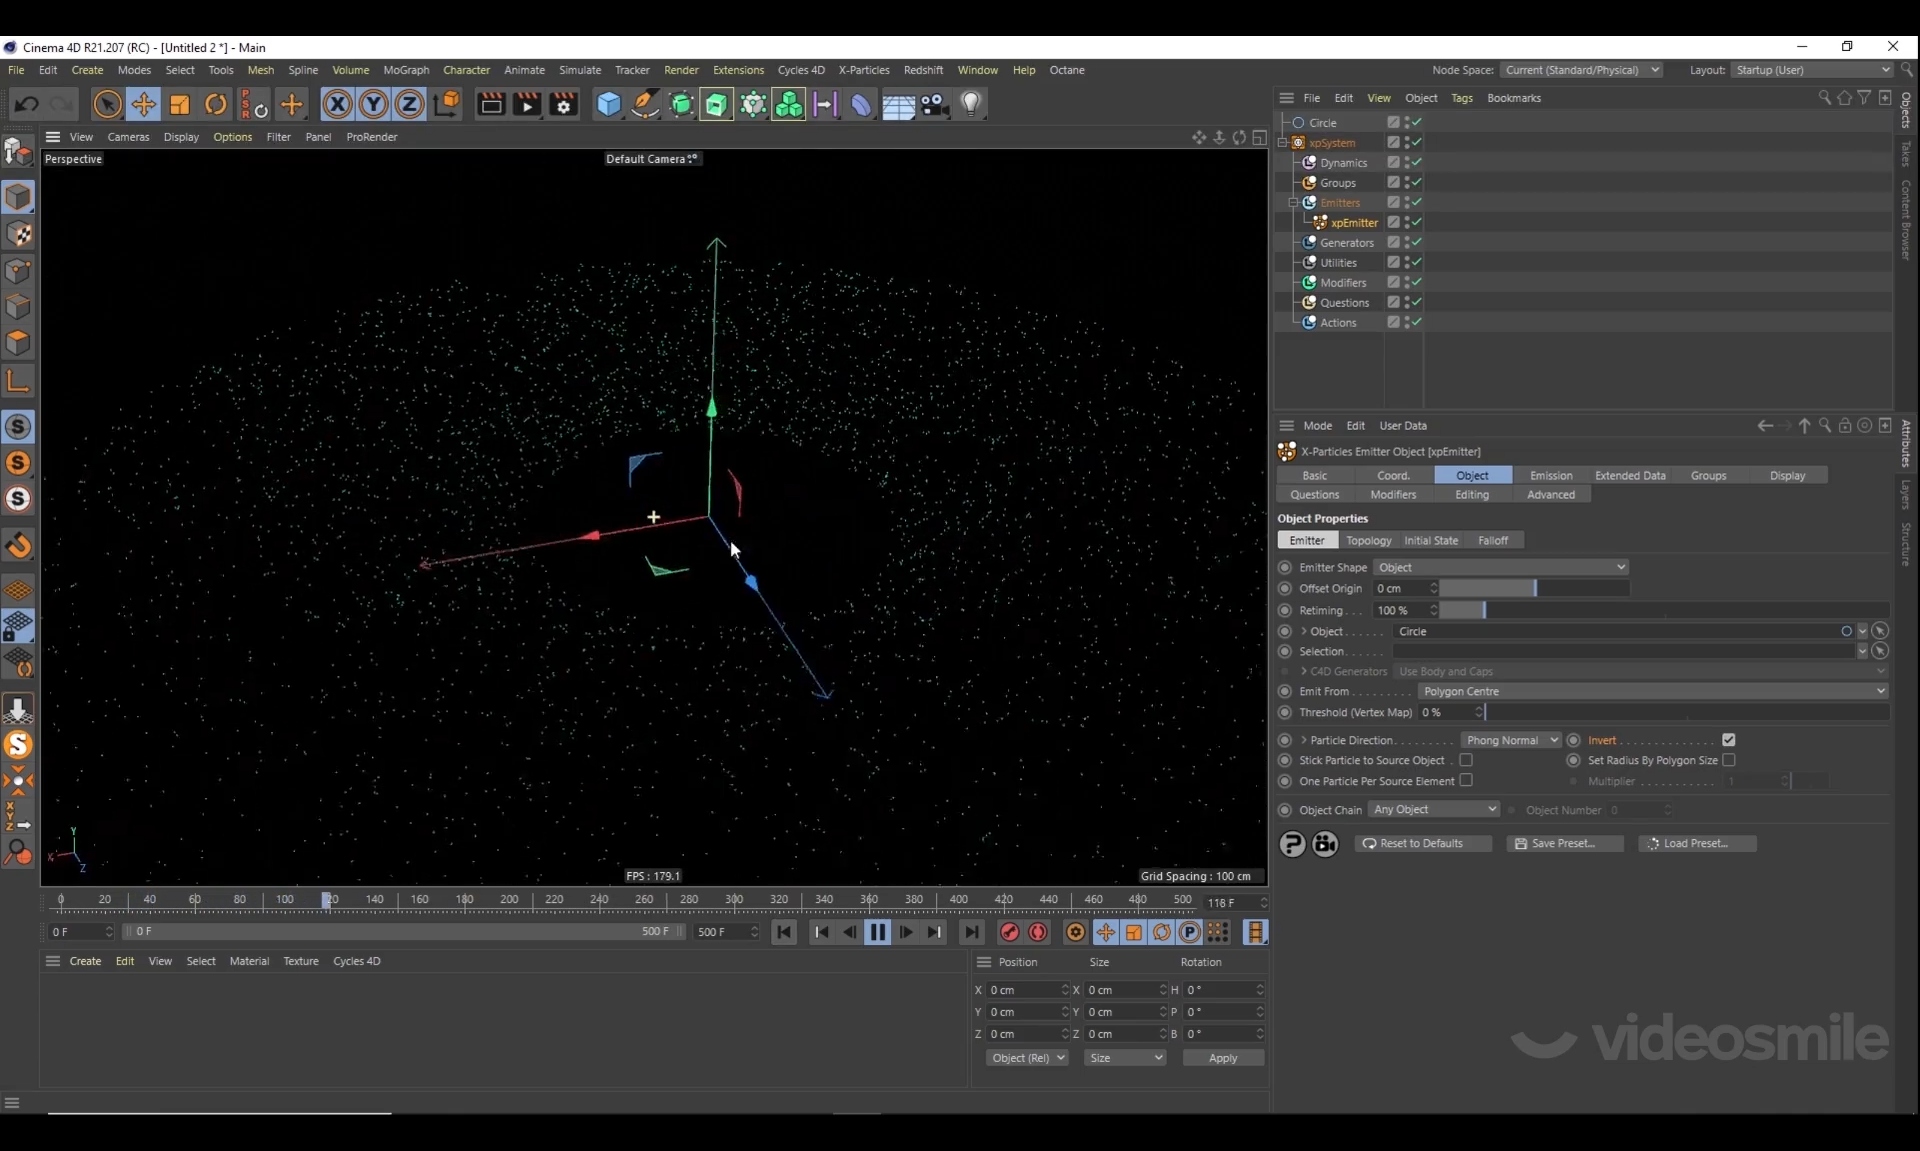 Cinema 4D R21.207 (RC) - [Untitled 2 *] - Main
File Edit Create Modes Select Tools Mesh Spline Volume MoGraph Character Animate Simulate Tracker Render Extensions Cycles 4D X-Particles Redshift Window Help Octane
Node Space: Current (Standard/Physical) Layout: Startup (User)
PSR X Y Z
File Edit View Object Tags Bookmarks
View Cameras Display Options Filter Panel ProRender
Perspective
Default Camera
Circle
xpSystem
Dynamics
Groups
Emitters
xpEmitter
Generators
Utilities
Modifiers
Questions
Actions
Objects
Takes
Content Browser
Mode Edit User Data
X-Particles Emitter Object [xpEmitter]
Basic Coord. Object Emission Extended Data Groups Display
Questions Modifiers Editing Advanced
Object Properties
Emitter Topology Initial State Falloff
Emitter Shape Object
Offset Origin 0 cm
Retiming . . . 100 %
> Object . . . . . . Circle
Selection. . . . . .
> C4D Generators Use Body and Caps
Emit From . . . . . . . . . Polygon Centre
Threshold (Vertex Map) 0 %
> Particle Direction. . . . . . . . . Phong Normal Invert . . . . . . . . . . . . . .
Stick Particle to Source Object . Set Radius By Polygon Size
One Particle Per Source Element Multiplier . . . . . . . . . . . 1
Object Chain Any Object Object Number 0
? Reset to Defaults Save Preset... Load Preset...
Attributes
Layers
Structure
S
S
S
S
X
Y
Z
Y
X
Z
FPS : 179.1
Grid Spacing : 100 cm
0 20 40 60 80 100 120 140 160 180 200 220 240 260 280 300 320 340 360 380 400 420 440 460 480 500 118 F
0 F 0 F 500 F 500 F P
Create Edit View Select Material Texture Cycles 4D
Position Size Rotation
X 0 cm X 0 cm H 0 °
Y 0 cm Y 0 cm P 0 °
Z 0 cm Z 0 cm B 0 °
Object (Rel) Size Apply
videosmile